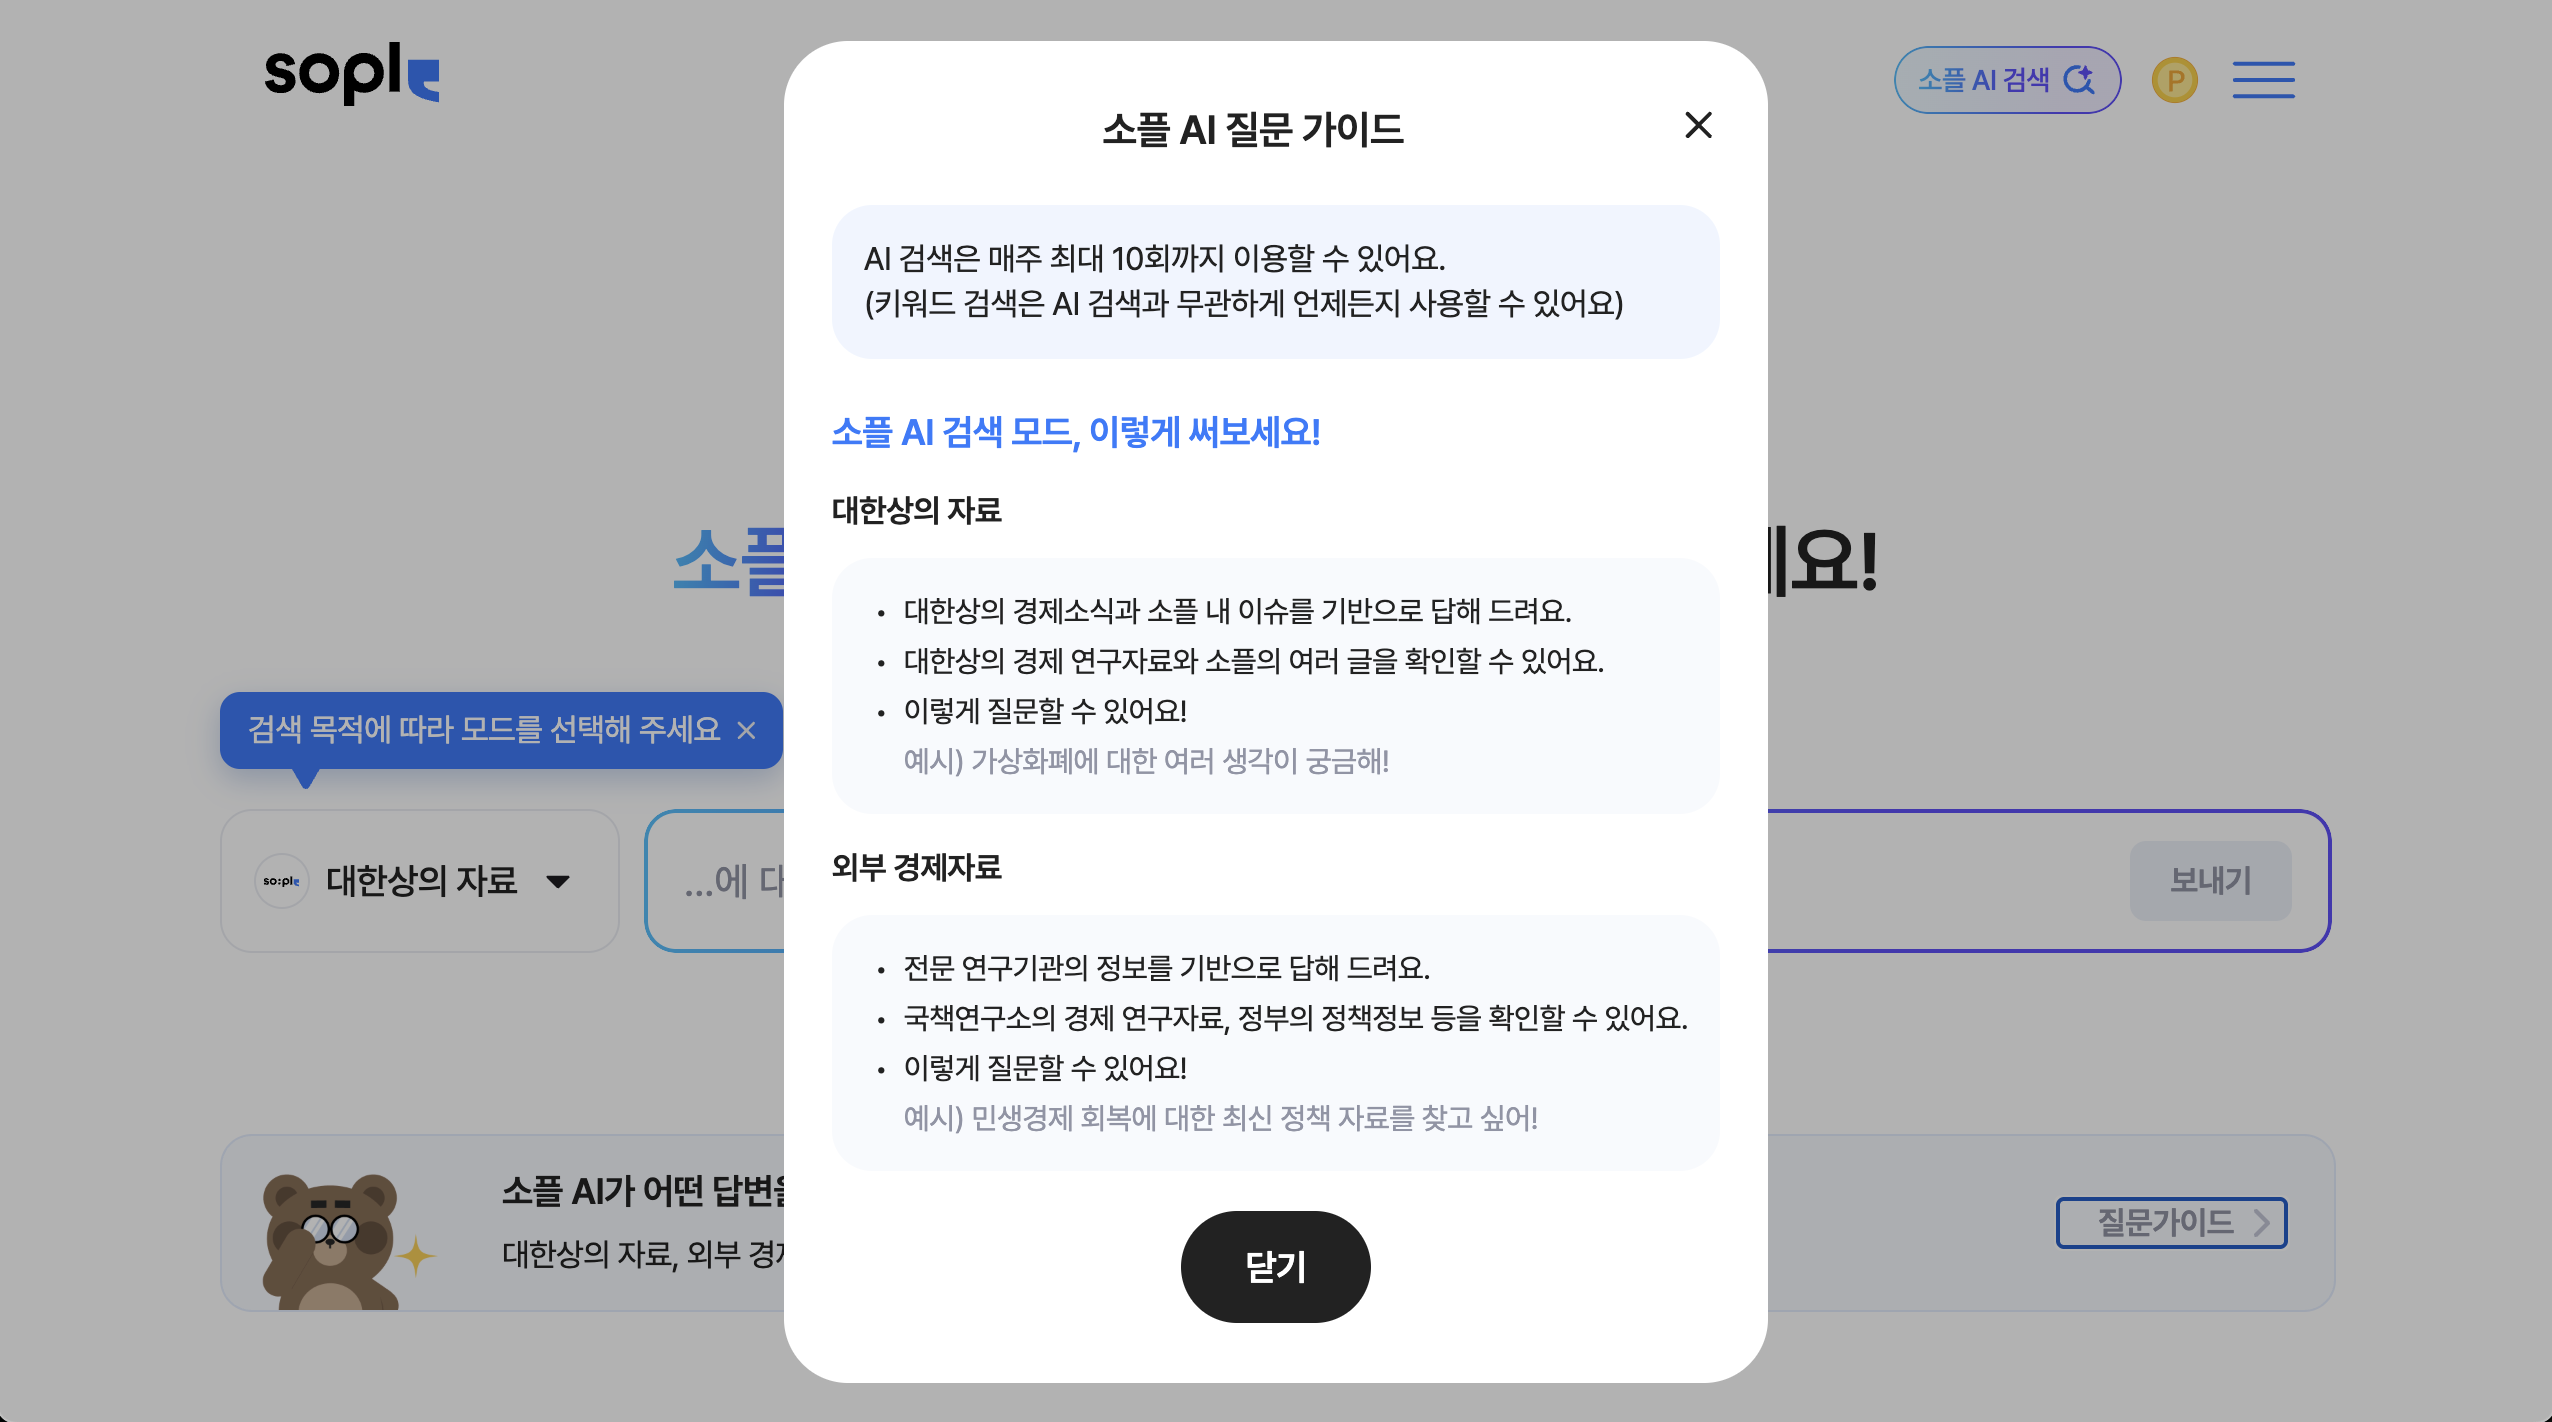 sople
소플 AI 검색
P
소플 AI 질문 가이드
AI 검색은 매주 최대 10회까지 이용할 수 있어요.
(키워드 검색은 AI 검색과 무관하게 언제든지 사용할 수 있어요)
소플 AI 검색 모드, 이렇게 써보세요!
대한상의 자료
• 대한상의 경제소식과 소플 내 이슈를 기반으로 답해 드려요.
• 대한상의 경제 연구자료와 소플의 여러 글을 확인할 수 있어요.
• 이렇게 질문할 수 있어요!
예시) 가상화폐에 대한 여러 생각이 궁금해!
외부 경제자료
• 전문 연구기관의 정보를 기반으로 답해 드려요.
• 국책연구소의 경제 연구자료, 정부의 정책정보 등을 확인할 수 있어요.
• 이렇게 질문할 수 있어요!
예시) 민생경제 회복에 대한 최신 정책 자료를 찾고 싶어!
닫기
소플
요!
검색 목적에 따라 모드를 선택해 주세요
so:ple
대한상의 자료
...에
보내기
소플 AI가 어떤
대한상의 자료, 외부
질문가이드